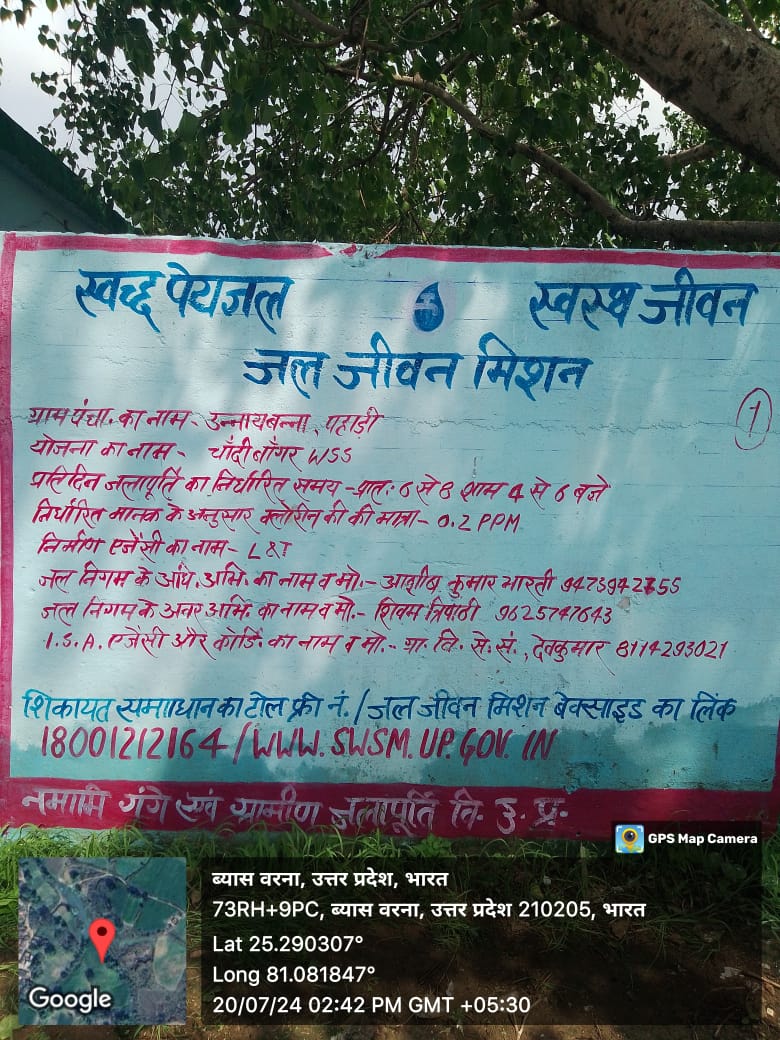 स्वच्छ पेयजल स्वस्थ जीवन
जल जीवन मिशन
1
ग्राम पंचा. का नाम - उन्नायबन्ना, पहाड़ी
योजना का नाम - चाँदी बाँगर WSS
प्रतिदिन जलापूर्ति का निर्धारित समय - प्रात: 6 से 8 शाम 4 से 6 बजे
निर्धारित मानक के अनुसार क्लोरिन की की मात्रा - 0.2 PPM
निर्माण एजेंसी का नाम - L&T
जल निगम के अधि. अभि. का नाम व मो. - आशीष कुमार भारती
जल निगम के अवर अभि. का नाम व मो. - शिवम त्रिपाठी 9625747643
I.S.A. एजेंसी और कोर्डि. का नाम व मो. - ग्रा. वि. से. सं., देवकुमार 8114293021
शिकायत समााधान का टोल फ्री नं. / जल जीवन मिशन बेक्साइड का लिंक
18001212164 / WWW. SWSM. UP. GOV. IN
नमामि गंगे एवं ग्रामीण जलापूर्ति वि. उ. प्र.
GPS Map Camera
ब्यास वरना, उत्तर प्रदेश, भारत
73RH+9PC, ब्यास वरना, उत्तर प्रदेश 210205, भारत
Lat 25.290307°
Long 81.081847°
20/07/24 02:42 PM GMT +05:30
Google